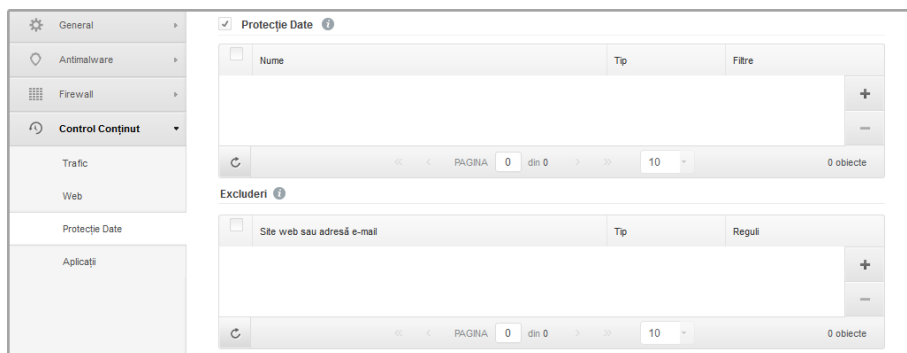 General
Antimalware
Firewall
Control Conținut
Trafic
Web
Protecție Date
Aplicații
Protecție Date
Nume Tip Filtre
PAGINA 0 din 0 10 0 obiecte
Excluderi
Site web sau adresă e-mail Tip Reguli
PAGINA 0 din 0 10 0 obiecte